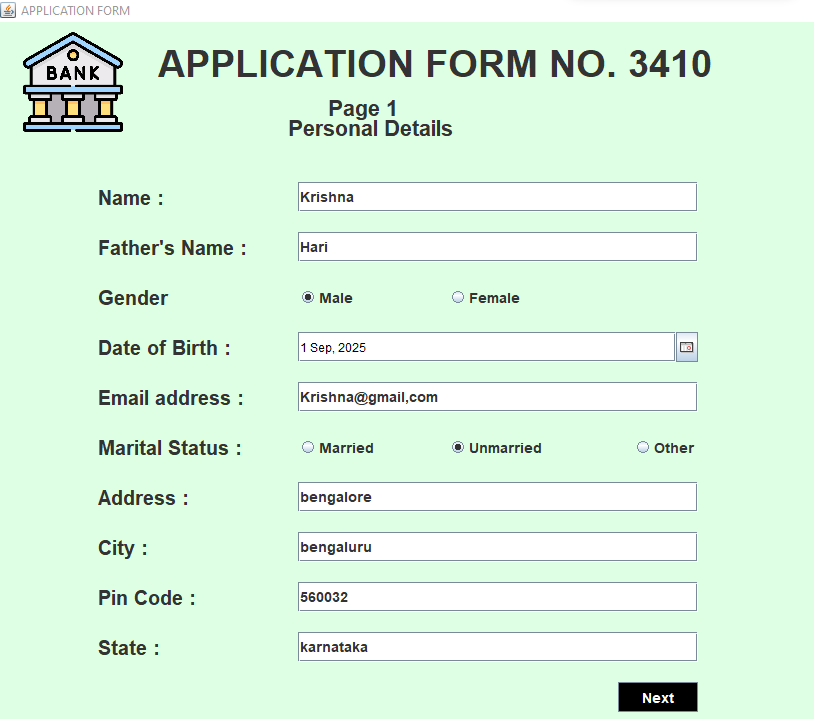 APPLICATION FORM
BANK
APPLICATION FORM NO. 3410
Page 1
Personal Details
Name : Krishna
Father's Name : Hari
Gender Male Female
Date of Birth : 1 Sep, 2025
Email address : Krishna@gmail,com
Marital Status : Married Unmarried Other
Address : bengalore
City : bengaluru
Pin Code : 560032
State : karnataka
Next